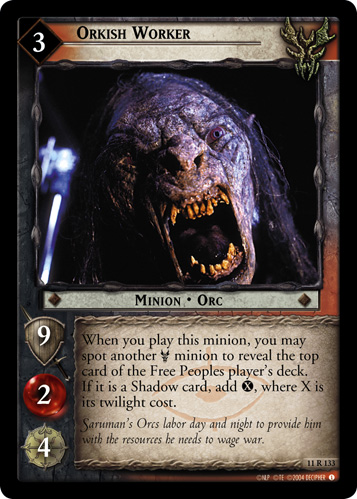 3
ORKISH WORKER
MINION • ORC
9
2
4
When you play this minion, you may
spot another minion to reveal the top
card of the Free Peoples player's deck.
If it is a Shadow card, add X, where X is
its twilight cost.
Saruman's Orcs labor day and night to provide him
with the resources he needs to wage war.
11 R 133
©NLP ©TE ©2004 DECIPHER